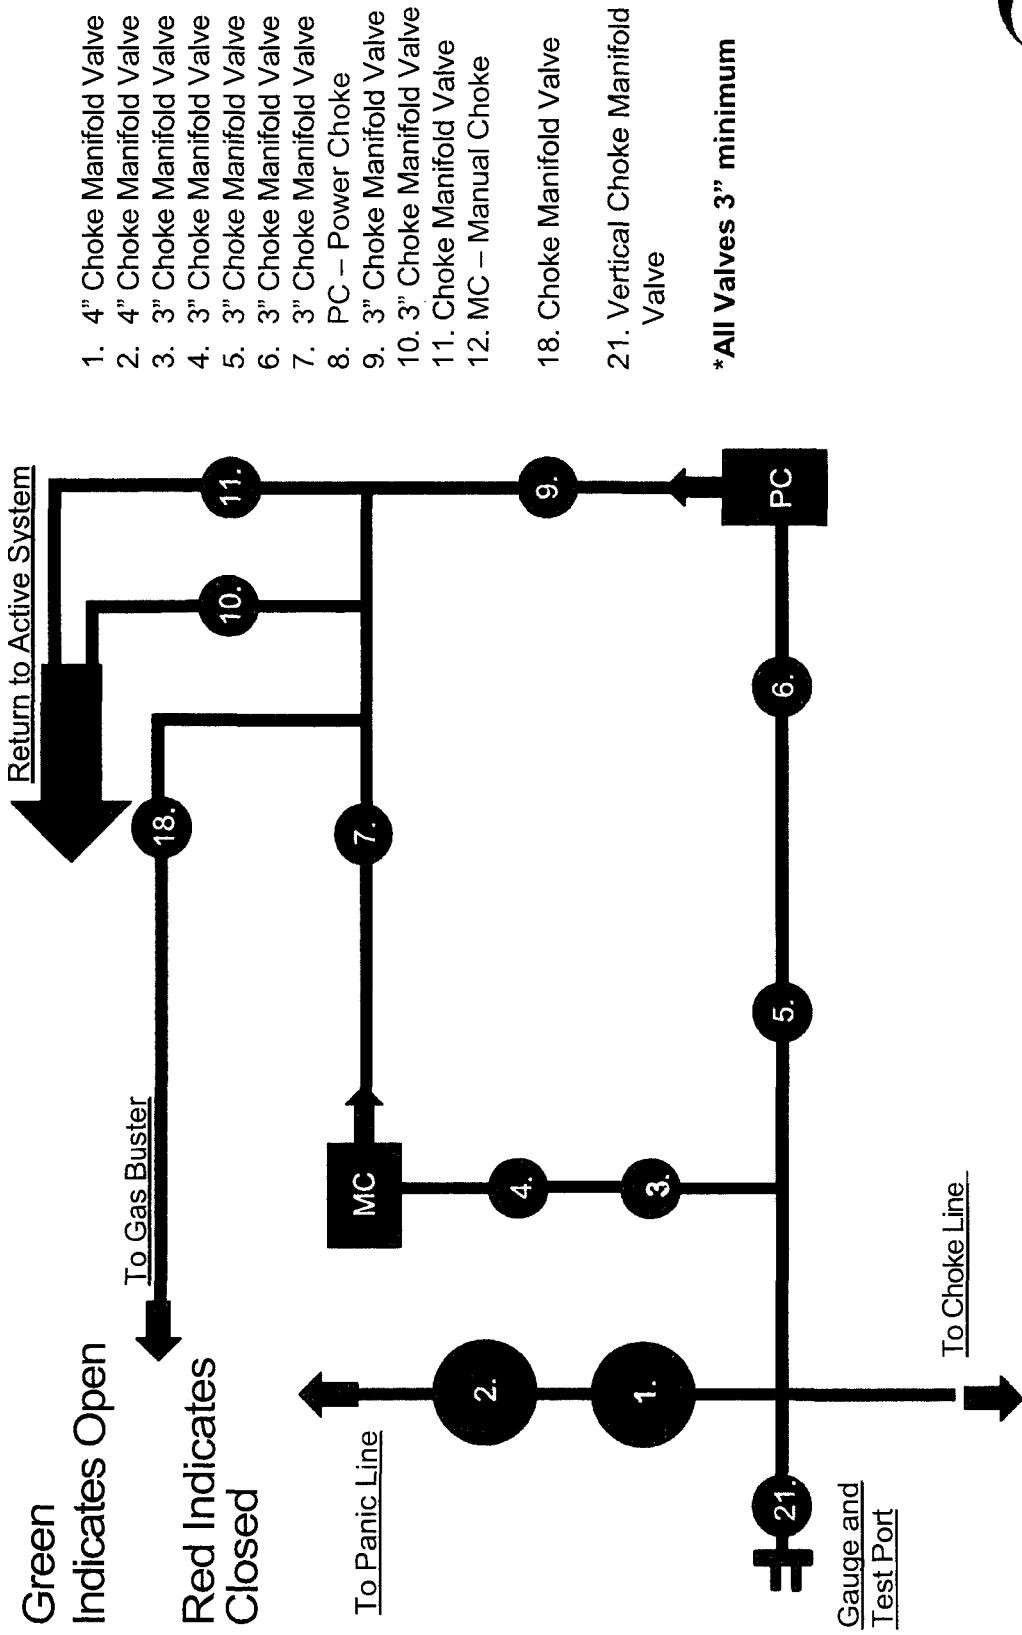 Green
Indicates Open
Red Indicates
Closed
To Gas Buster
Return to Active System
To Panic Line
To Choke Line
Gauge and
Test Port
18.
10.
11.
7.
9.
MC
PC
4.
3.
2.
1.
5.
6.
21.
1. 4" Choke Manifold Valve
2. 4" Choke Manifold Valve
3. 3" Choke Manifold Valve
4. 3" Choke Manifold Valve
5. 3" Choke Manifold Valve
6. 3" Choke Manifold Valve
7. 3" Choke Manifold Valve
8. PC – Power Choke
9. 3" Choke Manifold Valve
10. 3" Choke Manifold Valve
11. Choke Manifold Valve
12. MC – Manual Choke
18. Choke Manifold Valve
21. Vertical Choke Manifold
Valve
*All Valves 3" minimum